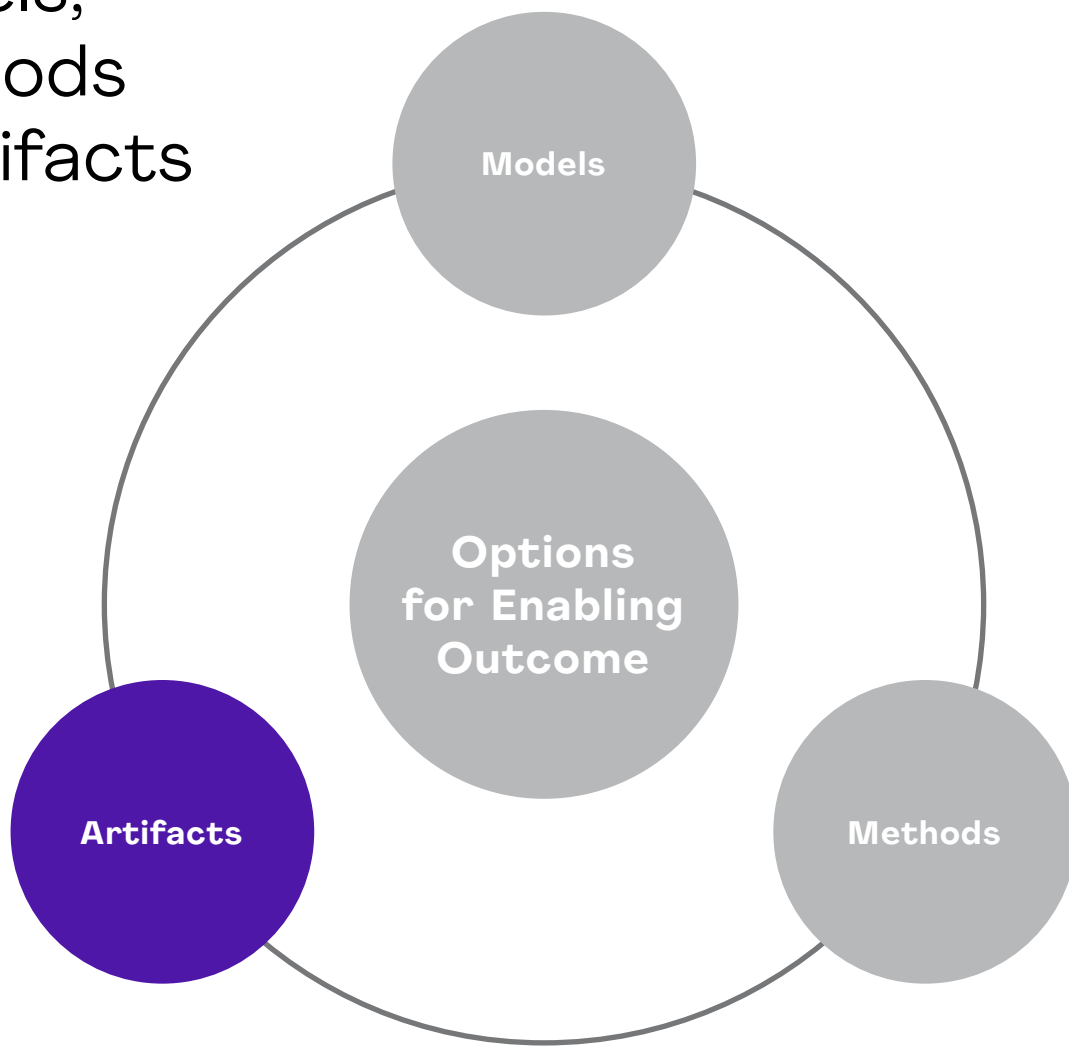 ods
ifacts
Models
Options
for Enabling
Outcome
Artifacts
Methods